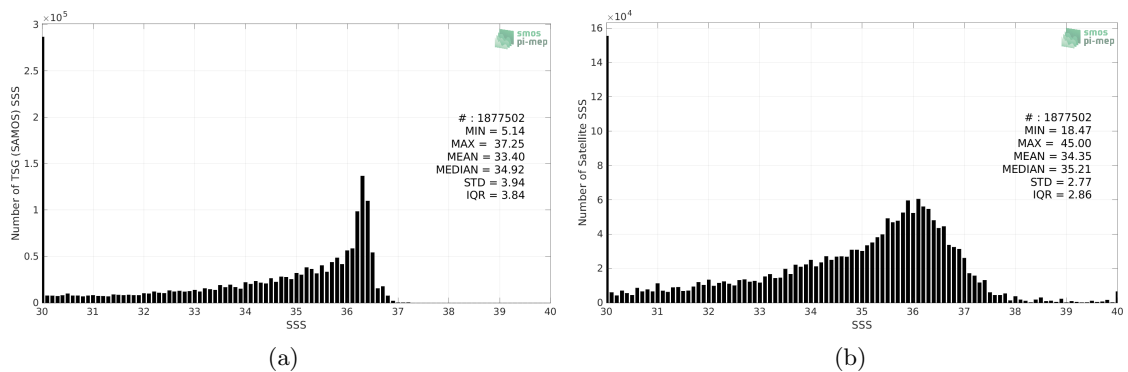 ×10⁵
3
2.5
2
1.5
1
0.5
0
Number of TSG (SAMOS) SSS
smos
pi-mep
# : 1877502
MIN = 5.14
MAX = 37.25
MEAN = 33.40
MEDIAN = 34.92
STD = 3.94
IQR = 3.84
30 31 32 33 34 35 36 37 38 39 40
SSS
(a)
×10⁴
16
14
12
10
8
6
4
2
0
Number of Satellite SSS
smos
pi-mep
# : 1877502
MIN = 18.47
MAX = 45.00
MEAN = 34.35
MEDIAN = 35.21
STD = 2.77
IQR = 2.86
30 31 32 33 34 35 36 37 38 39 40
SSS
(b)